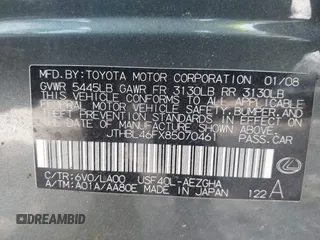 MFD.BY: TOYOTA MOTOR CORPORATION 01/08
GVWR 5445LB GAWR FR 3130LB RR 3130LB
THIS VEHICLE CONFORMS TO ALL APPLICABLE
FEDERAL MOTOR VEHICLE SAFETY, BUMPER, AND
THEFT PREVENTION STANDARDS IN EFFECT ON
THE DATE OF MANUFACTURE SHOWN ABOVE.
JTHBL46FX85070461 PASS.CAR
C/TR:6V0/LA00 USF40L-AEZGHA
A/TM:A01A/AA80E MADE IN JAPAN 122 A
DREAMBID